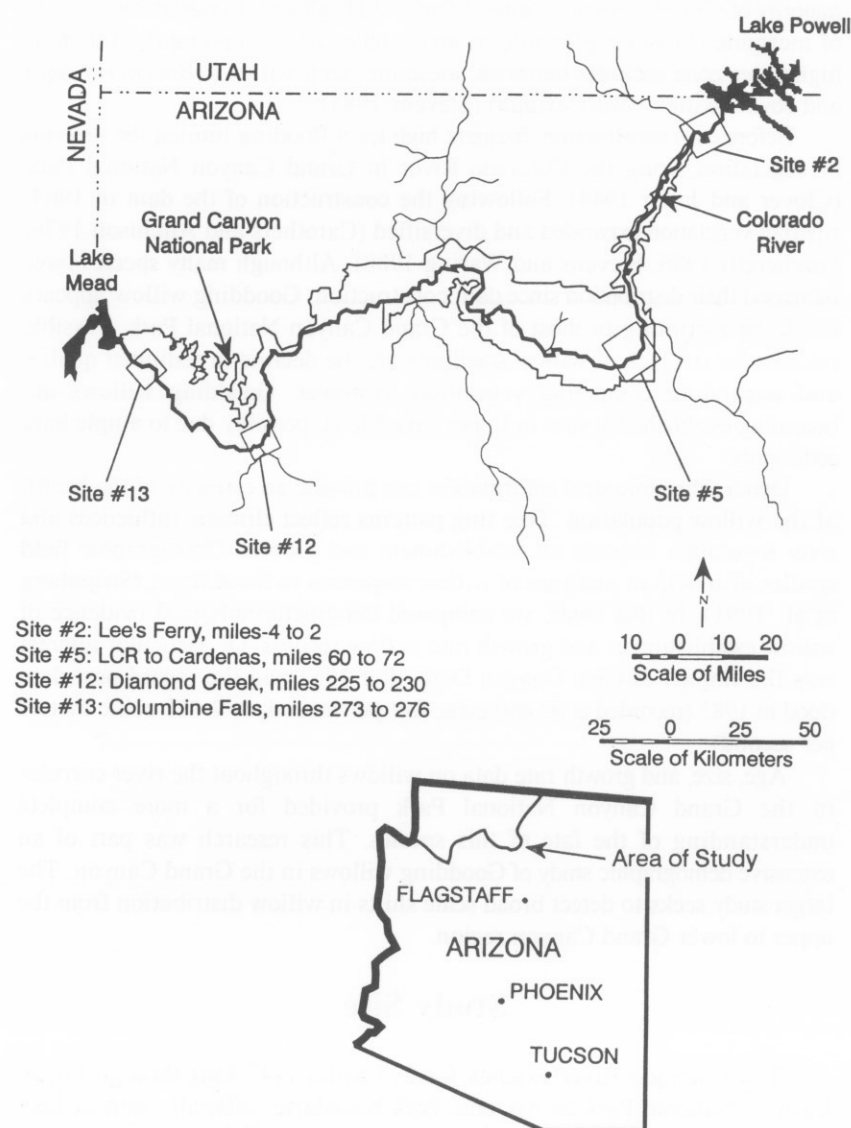 Lake Powell
UTAH
ARIZONA
NEVADA
Site #2
Colorado
River
Grand Canyon
National Park
Lake
Mead
Site #13
Site #12
Site #5
N
Site #2: Lee's Ferry, miles-4 to 2
Site #5: LCR to Cardenas, miles 60 to 72
Site #12: Diamond Creek, miles 225 to 230
Site #13: Columbine Falls, miles 273 to 276
10 0 10 20
Scale of Miles
25 0 25 50
Scale of Kilometers
Area of Study
FLAGSTAFF
ARIZONA
PHOENIX
TUCSON